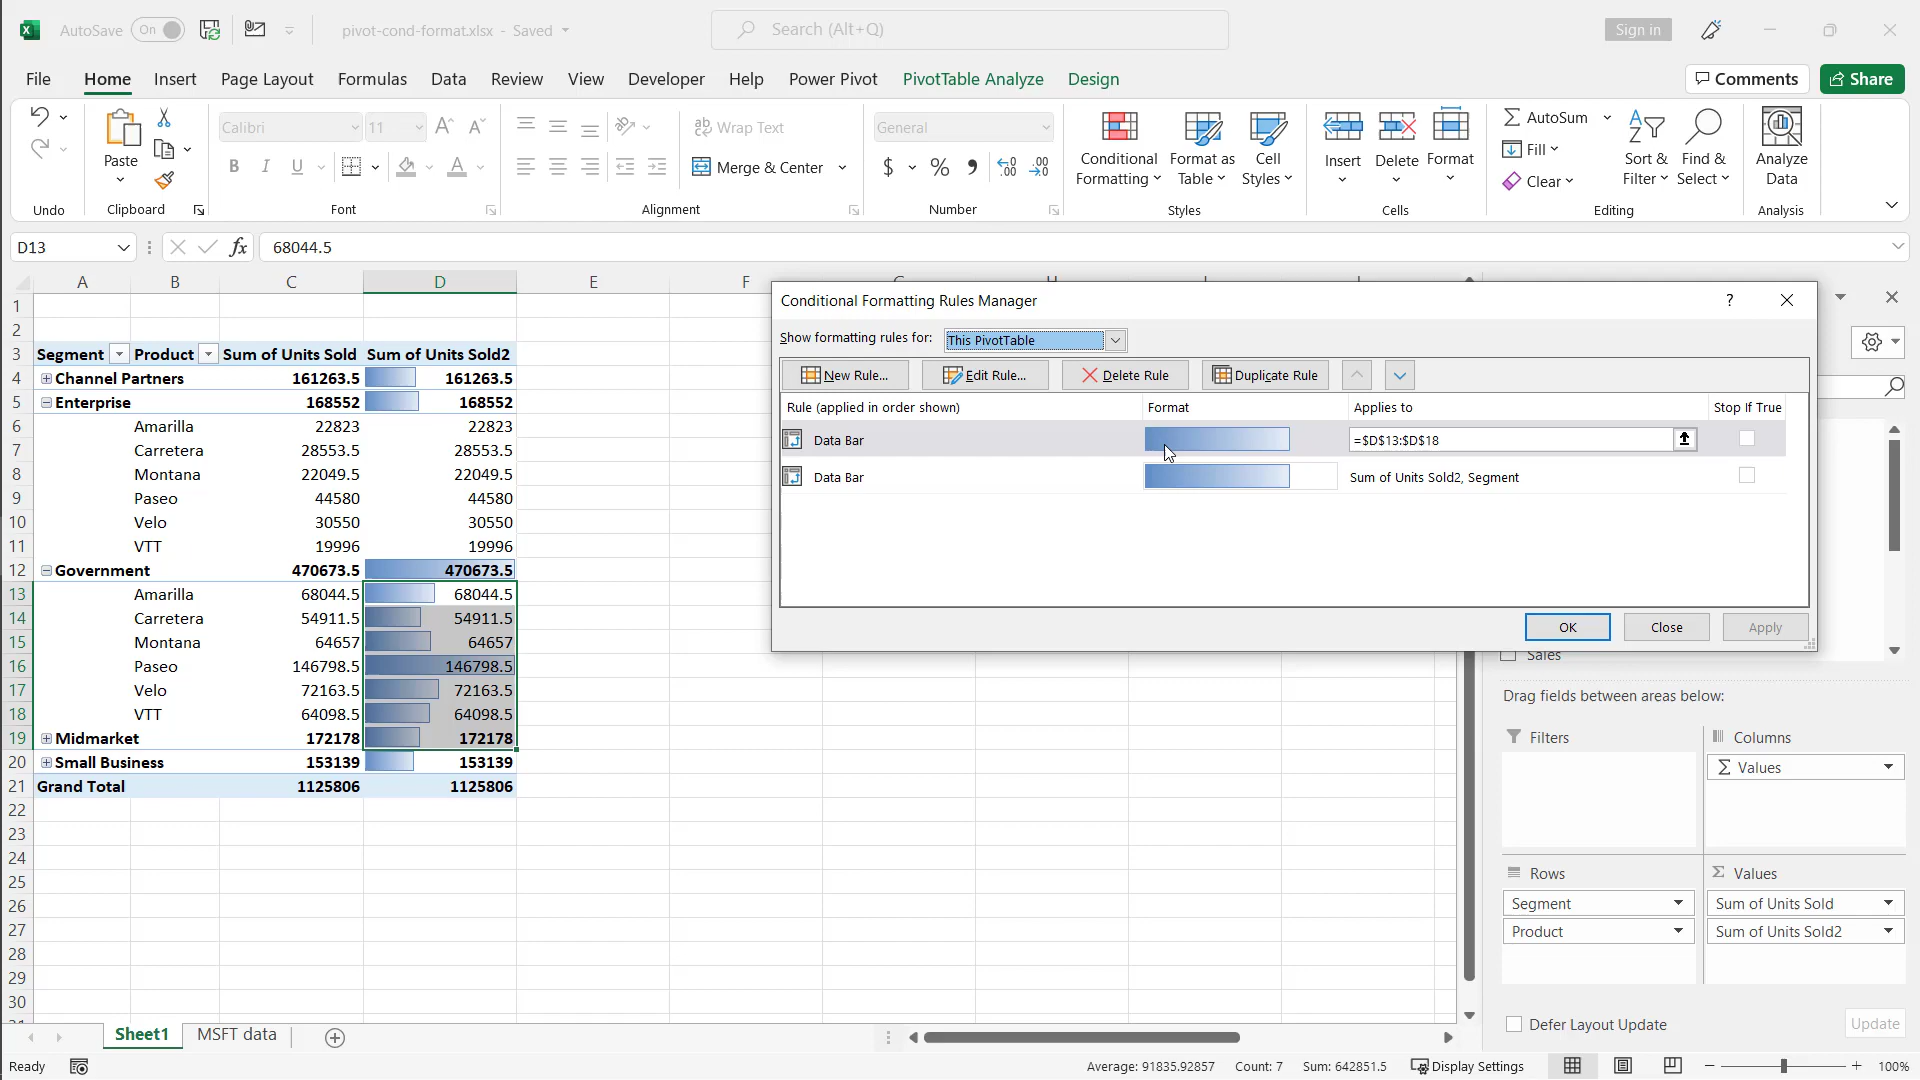 AutoSave On pivot-cond-format.xlsx - Saved Search (Alt+Q) Sign in
File Home Insert Page Layout Formulas Data Review View Developer Help Power Pivot PivotTable Analyze Design Comments Share
Calibri 11 Wrap Text General AutoSum
Paste B I U Merge & Center $ % Conditional Formatting Format as Table Cell Styles Insert Delete Format Fill Clear Sort & Filter Find & Select Analyze Data
Undo Clipboard Font Alignment Number Styles Cells Editing Analysis
D13 fx 68044.5
A B C D E F
1
2
3 Segment Product Sum of Units Sold Sum of Units Sold2
4 Channel Partners 161263.5 161263.5
5 Enterprise 168552 168552
6 Amarilla 22823 22823
7 Carretera 28553.5 28553.5
8 Montana 22049.5 22049.5
9 Paseo 44580 44580
10 Velo 30550 30550
11 VTT 19996 19996
12 Government 470673.5 470673.5
13 Amarilla 68044.5 68044.5
14 Carretera 54911.5 54911.5
15 Montana 64657 64657
16 Paseo 146798.5 146798.5
17 Velo 72163.5 72163.5
18 VTT 64098.5 64098.5
19 Midmarket 172178 172178
20 Small Business 153139 153139
21 Grand Total 1125806 1125806
22
23
24
25
26
27
28
29
30
Conditional Formatting Rules Manager ?
Show formatting rules for: This PivotTable
New Rule... Edit Rule... Delete Rule Duplicate Rule
Rule (applied in order shown) Format Applies to Stop If True
Data Bar =$D$13:$D$18
Data Bar Sum of Units Sold2, Segment
OK Close Apply
Sales
Drag fields between areas below:
Filters Columns
Σ Values
Rows Σ Values
Segment Sum of Units Sold
Product Sum of Units Sold2
Defer Layout Update Update
Sheet1 MSFT data
Ready Average: 91835.92857 Count: 7 Sum: 642851.5 Display Settings 100%